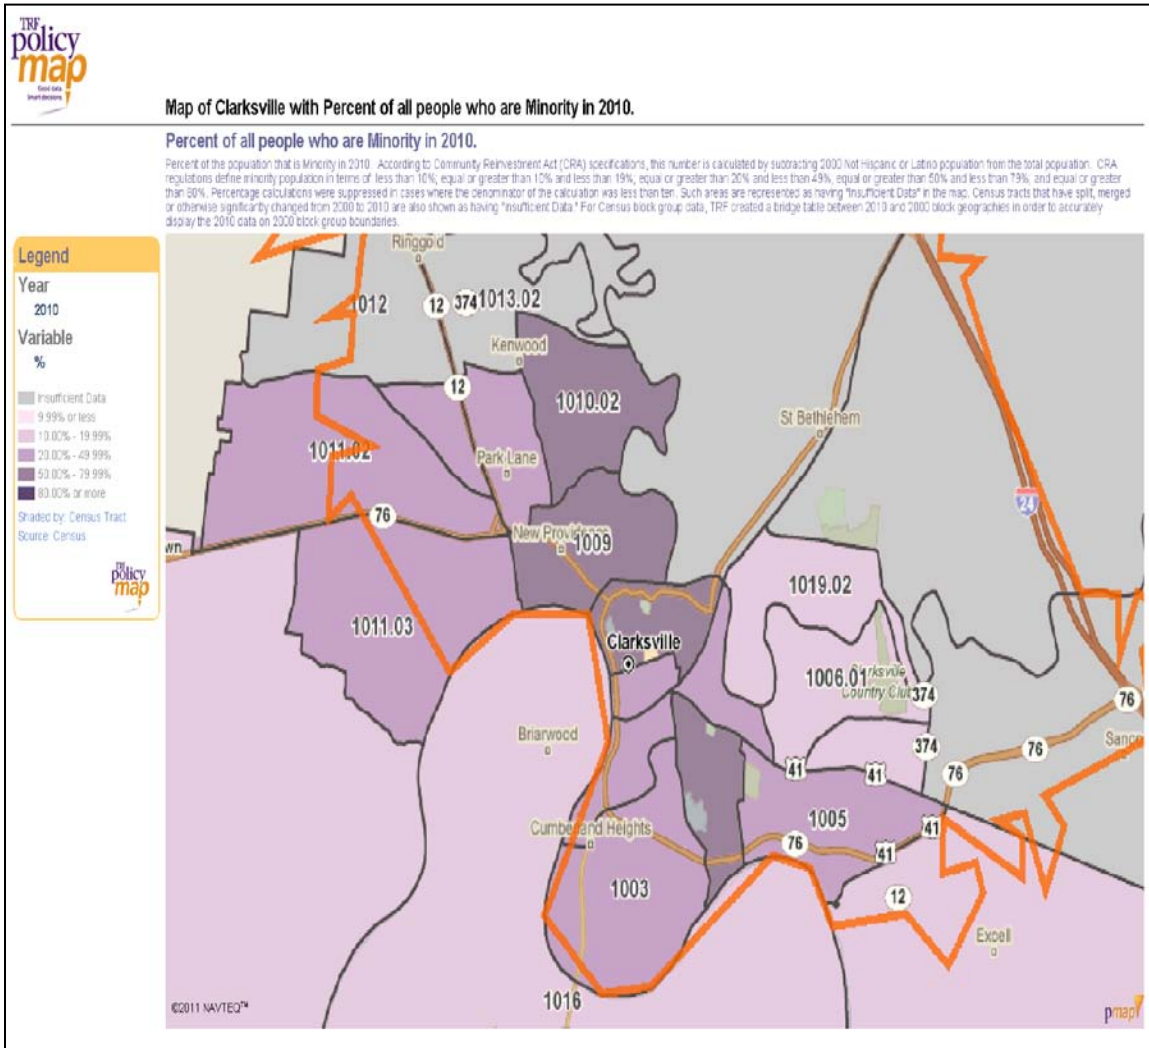 TRF
policy
map
Good data.
Smart decisions.
Map of Clarksville with Percent of all people who are Minority in 2010.
Percent of all people who are Minority in 2010.
Percent of the population that is Minority in 2010. According to Community Reinvestment Act (CRA) specifications, this number is calculated by subtracting 2000 Not Hispanic or Latino population from the total population. CRA
regulations define minority population in terms of: less than 10%; equal or greater than 10% and less than 19%, equal or greater than 20% and less than 49%, equal or greater than 50% and less than 79%, and equal or greater
than 80%. Percentage calculations were suppressed in cases where the denominator of the calculation was less than ten. Such areas are represented as having "Insufficient Data" in the map. Census tracts that have split, merged
or otherwise significantly changed from 2000 to 2010 are also shown as having "Insufficient Data." For Census block group data, TRF created a bridge table between 2010 and 2000 block geographies in order to accurately
display the 2010 data on 2000 block group boundaries.
Legend
Year
2010
Variable
%
Insufficient Data
9.99% or less
10.00% - 19.99%
20.00% - 49.99%
50.00% - 79.99%
80.00% or more
Shaded by: Census Tract
Source: Census
TRF
policy
map
Ringgold
1012
12
374
1013.02
Kenwood
12
1010.02
St Bethlehem
1011.02
Park Lane
24
76
wn
New Providence
1009
1019.02
1011.03
Clarksville
1006.01
Clarksville
Country Club
374
76
Briarwood
374
76
Sango
41
41
76
Cumberland Heights
1005
41
76
41
1003
12
Excell
1016
©2011 NAVTEQ™
pmap